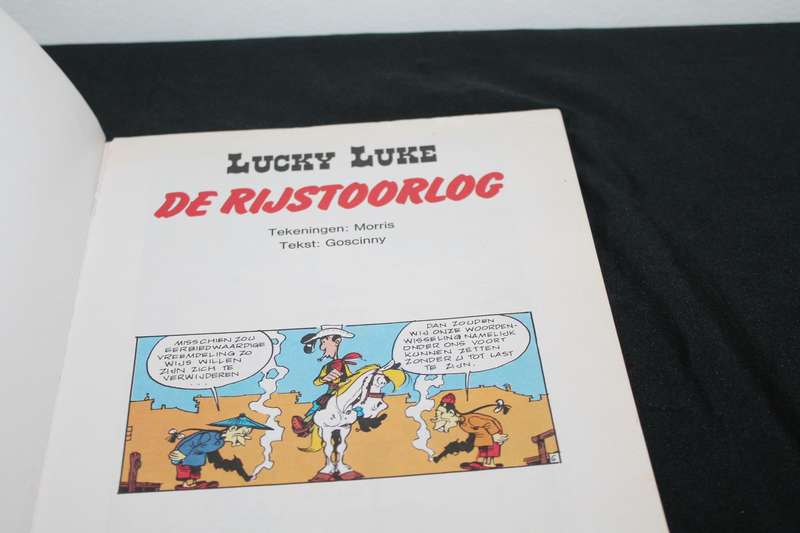 LUCKY LUKE
DE RIJSTOORLOG
Tekeningen: Morris
Tekst: Goscinny
MISSCHIEN ZOU
EERBIEDWAARDIGE
VREEMDELING ZO
WIJS WILLEN
ZIJN ZICH TE
VERWIJDEREN
...
DAN ZOUDEN
WIJ ONZE WOORDEN-
WISSELING NAMELIJK
ONDER ONS VOORT
KUNNEN ZETTEN
ZONDER U TOT LAST
TE ZIJN.